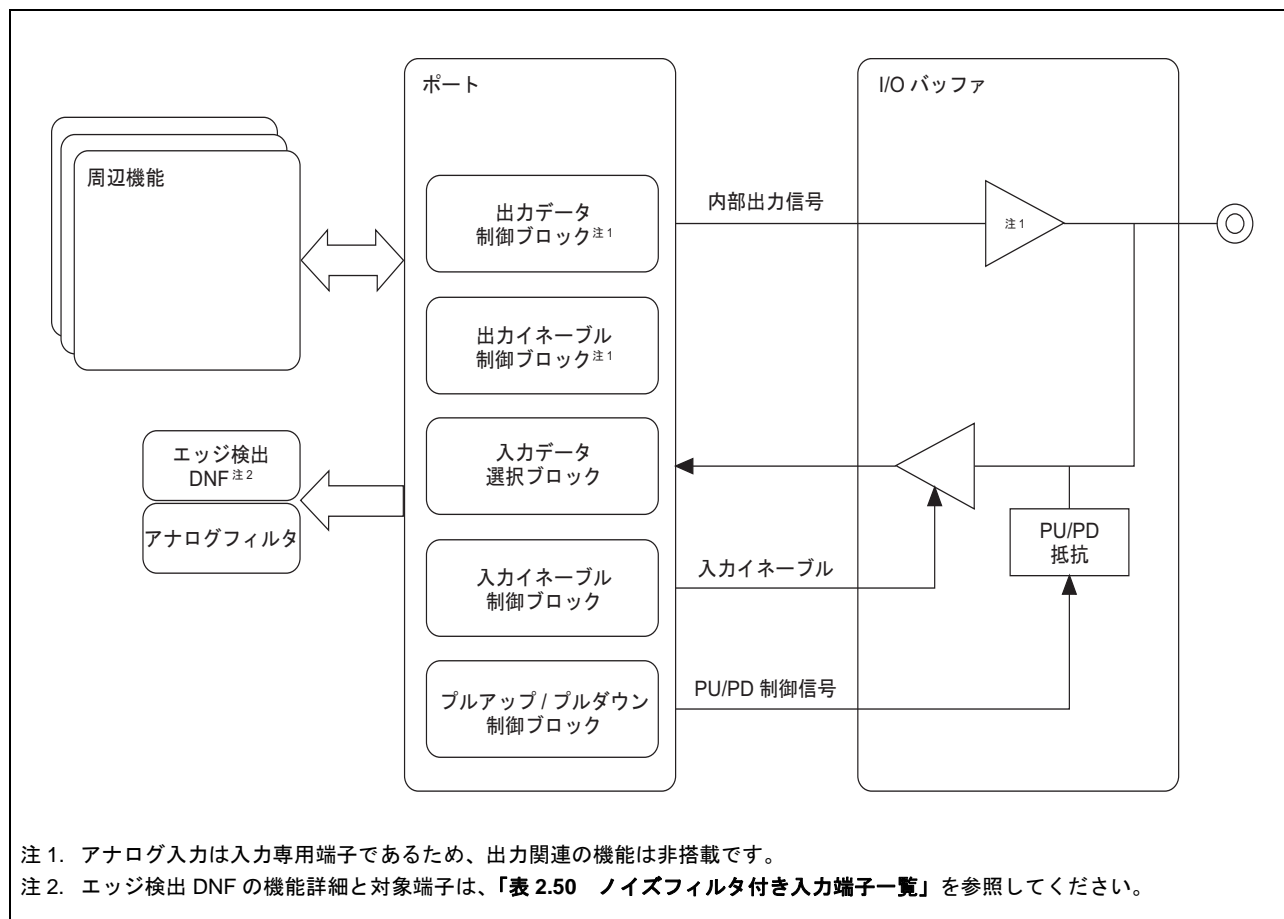 ポート
I/O バッファ
周辺機能
出力データ
制御ブロック注1
内部出力信号
注1
出力イネーブル
制御ブロック注1
エッジ検出
DNF注2
アナログフィルタ
入力データ
選択ブロック
PU/PD
抵抗
入力イネーブル
制御ブロック
入力イネーブル
プルアップ / プルダウン
制御ブロック
PU/PD 制御信号
注 1. アナログ入力は入力専用端子であるため、出力関連の機能は非搭載です。
注 2. エッジ検出 DNF の機能詳細と対象端子は、「表 2.50 ノイズフィルタ付き入力端子一覧」を参照してください。